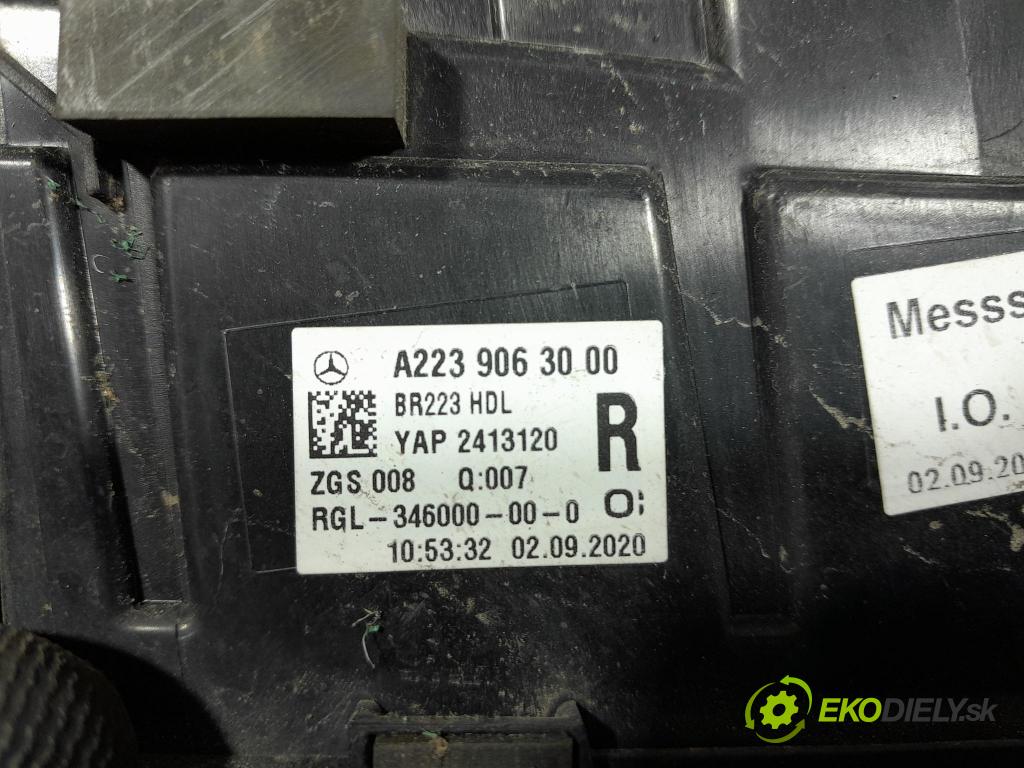 A223 906 30 00
BR223 HDL
YAP 2413120
R
ZGS 008 Q:007
RGL-346000-00-0
10:53:32 02.09.2020
I.O.
EKODIELY.sk